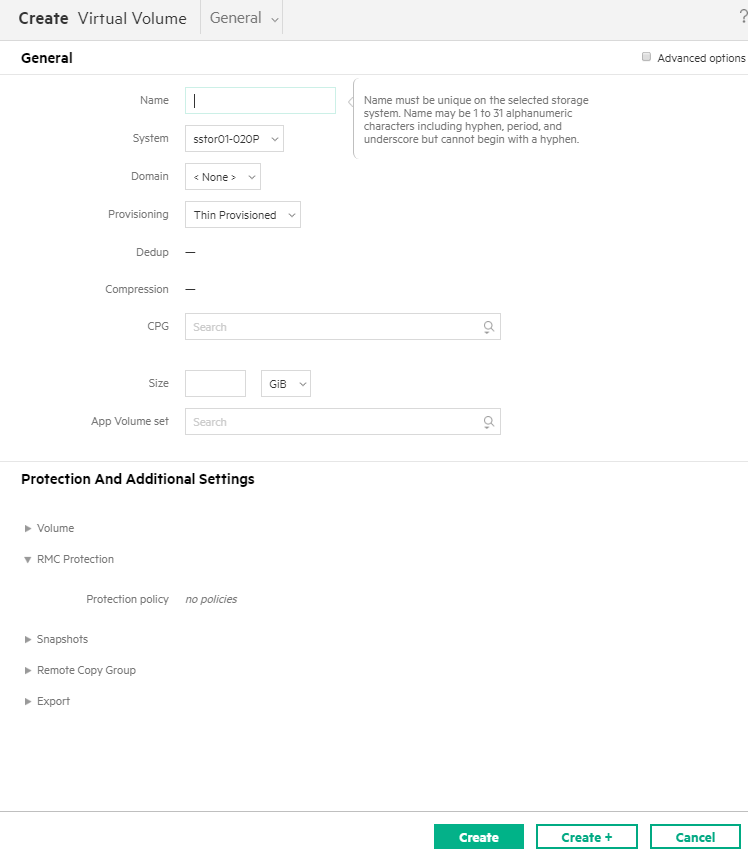 Create Virtual Volume General ?
General Advanced options
Name
Name must be unique on the selected storage
system. Name may be 1 to 31 alphanumeric
characters including hyphen, period, and
underscore but cannot begin with a hyphen.
System sstor01-020P
Domain < None >
Provisioning Thin Provisioned
Dedup —
Compression —
CPG Search
Size GiB
App Volume set Search
Protection And Additional Settings
Volume
RMC Protection
Protection policy no policies
Snapshots
Remote Copy Group
Export
Create Create + Cancel